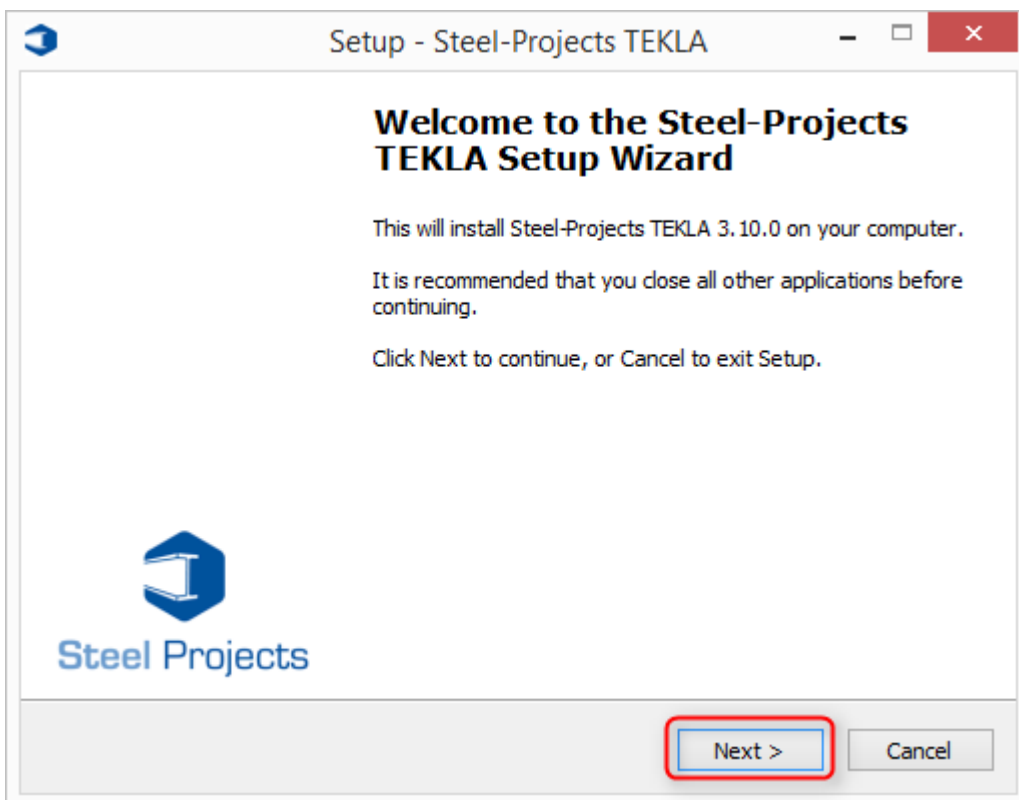 Setup - Steel-Projects TEKLA
Welcome to the Steel-Projects
TEKLA Setup Wizard
This will install Steel-Projects TEKLA 3.10.0 on your computer.
It is recommended that you close all other applications before
continuing.
Click Next to continue, or Cancel to exit Setup.
Steel Projects
Next >
Cancel